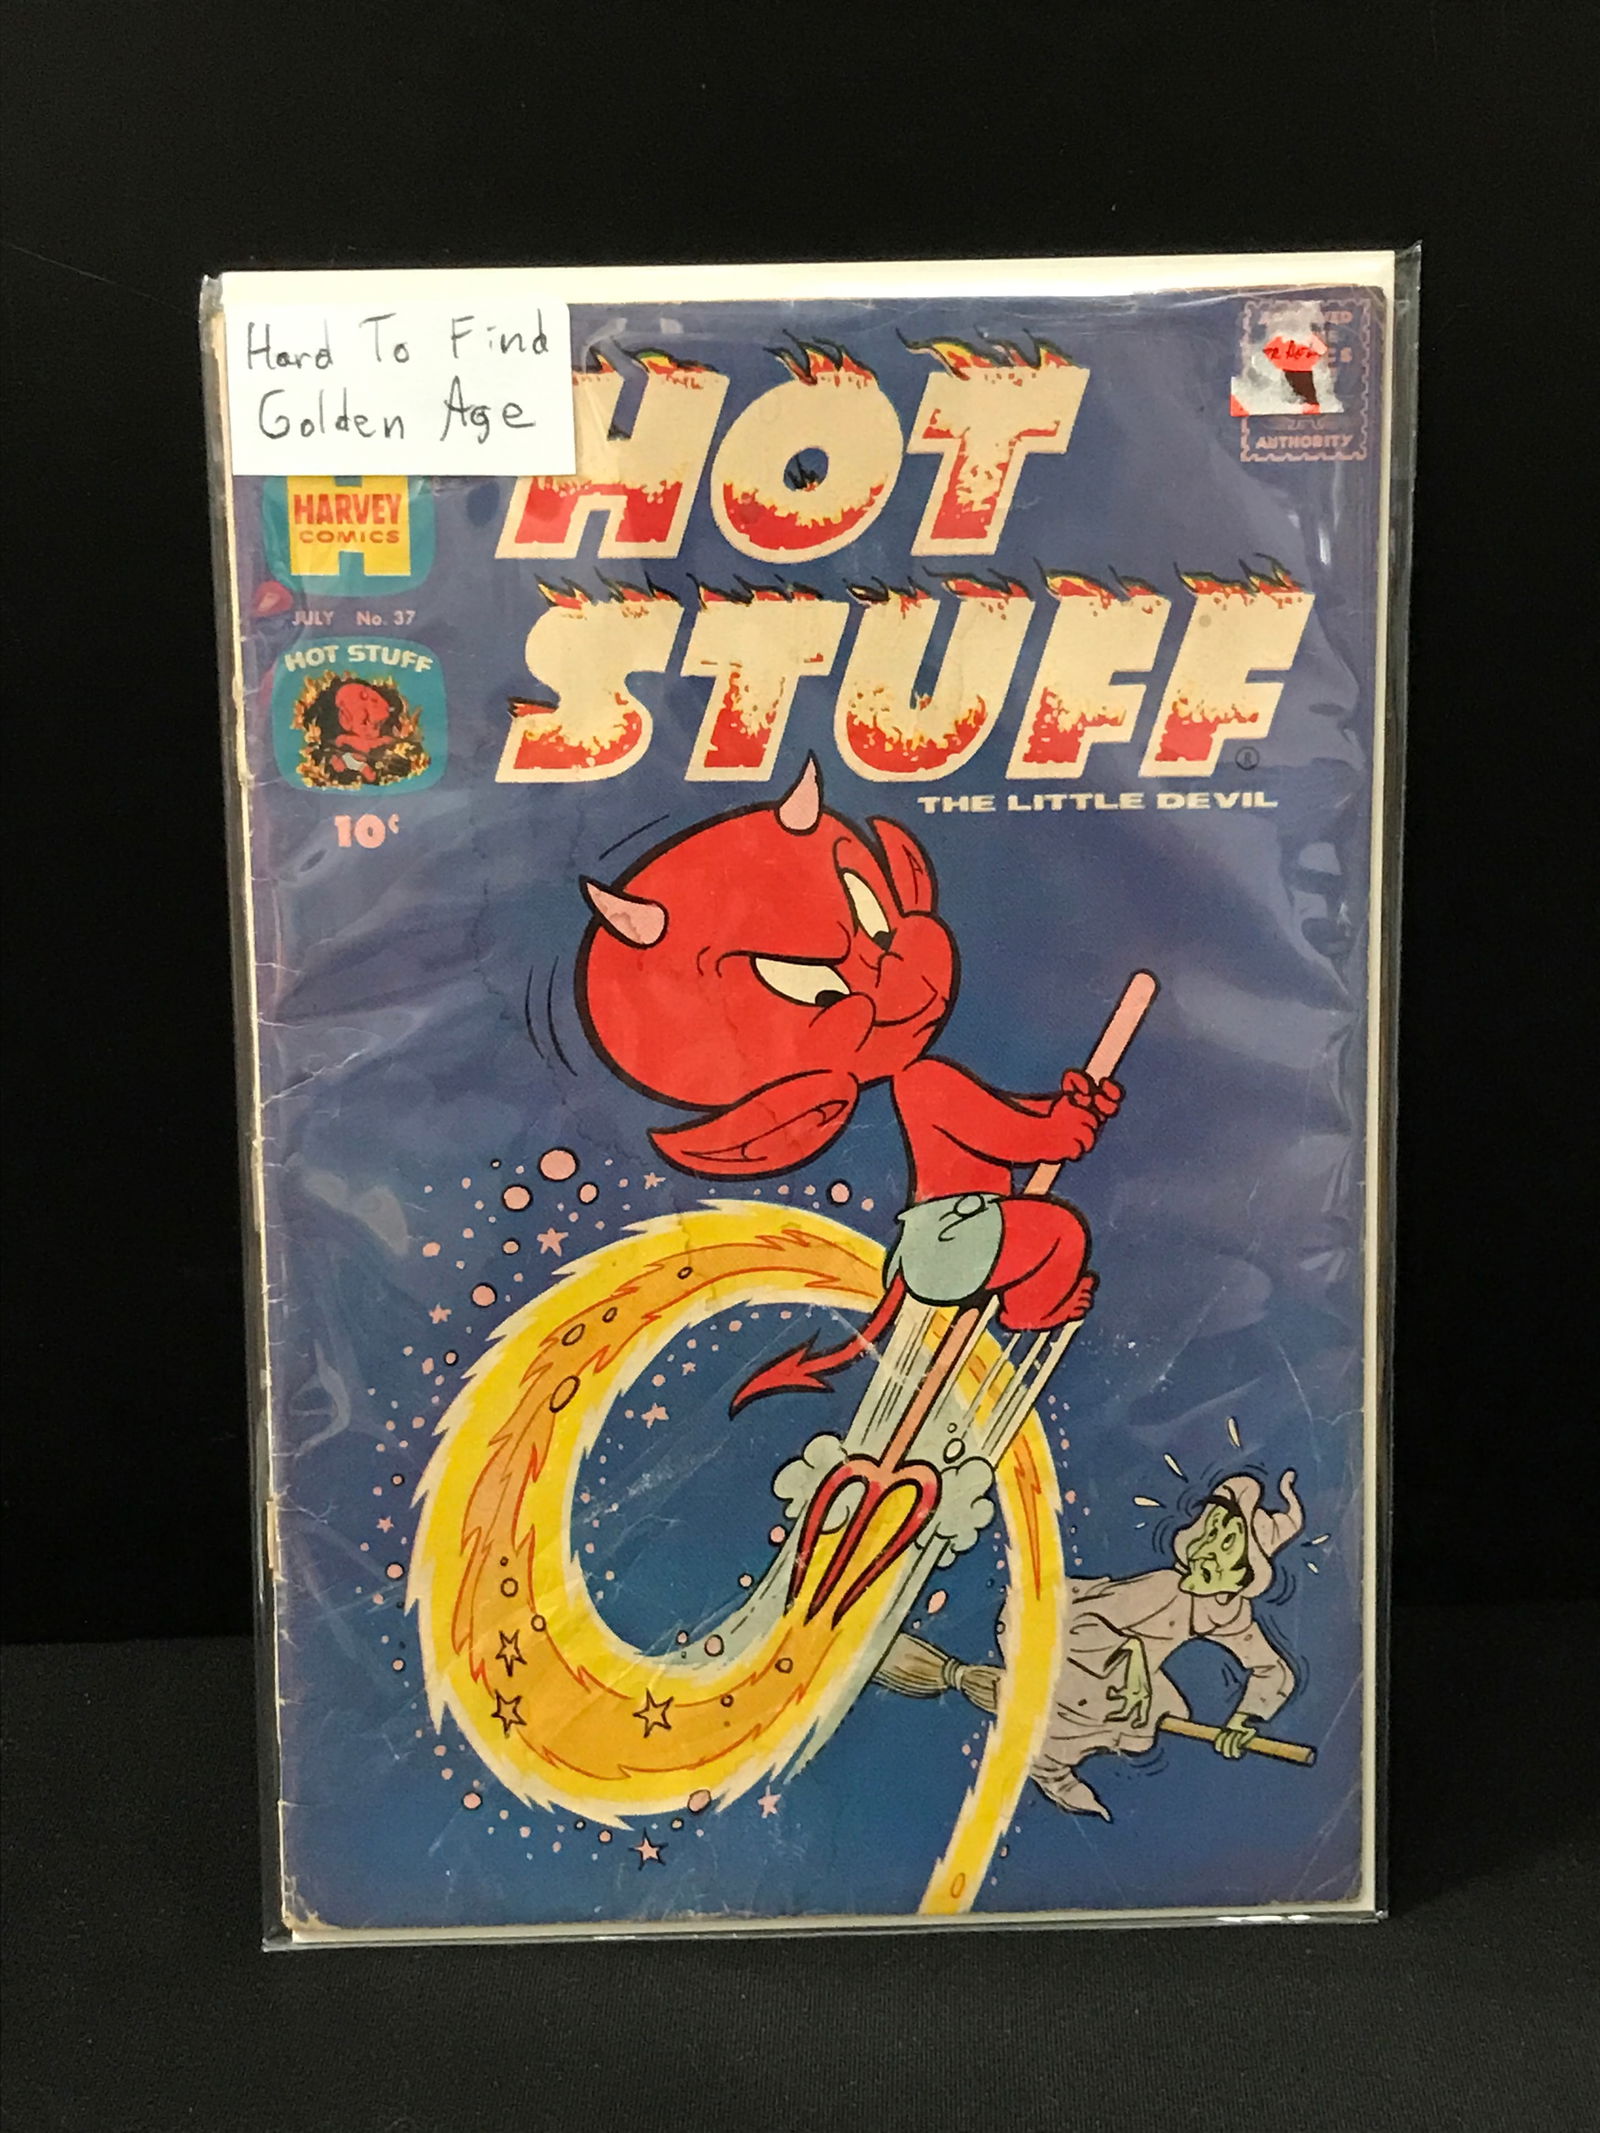 Hard To Find
Golden Age
HOT
STUFF
®
THE LITTLE DEVIL
H
HARVEY
COMICS
JULY No. 37
HOT STUFF
10¢
AUTHORITY